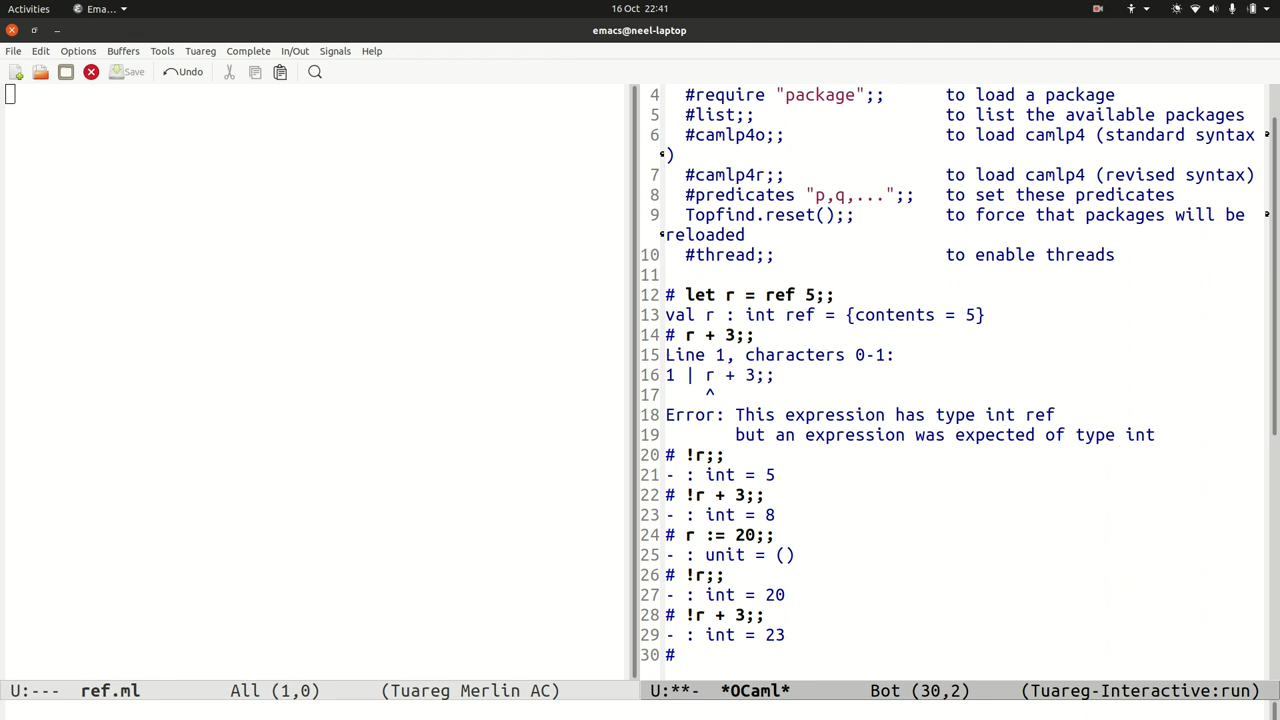 Activities Ema... 16 Oct 22:41
emacs@neel-laptop
File Edit Options Buffers Tools Tuareg Complete In/Out Signals Help
Save Undo
4 #require "package";; to load a package
5 #list;; to list the available packages
6 #camlp4o;; to load camlp4 (standard syntax
)
7 #camlp4r;; to load camlp4 (revised syntax)
8 #predicates "p,q,...";; to set these predicates
9 Topfind.reset();; to force that packages will be
reloaded
10 #thread;; to enable threads
11
12 # let r = ref 5;;
13 val r : int ref = {contents = 5}
14 # r + 3;;
15 Line 1, characters 0-1:
16 1 | r + 3;;
17 ^
18 Error: This expression has type int ref
19 but an expression was expected of type int
20 # !r;;
21 - : int = 5
22 # !r + 3;;
23 - : int = 8
24 # r := 20;;
25 - : unit = ()
26 # !r;;
27 - : int = 20
28 # !r + 3;;
29 - : int = 23
30 #
U:--- ref.ml All (1,0) (Tuareg Merlin AC)
U:**- *OCaml* Bot (30,2) (Tuareg-Interactive:run)